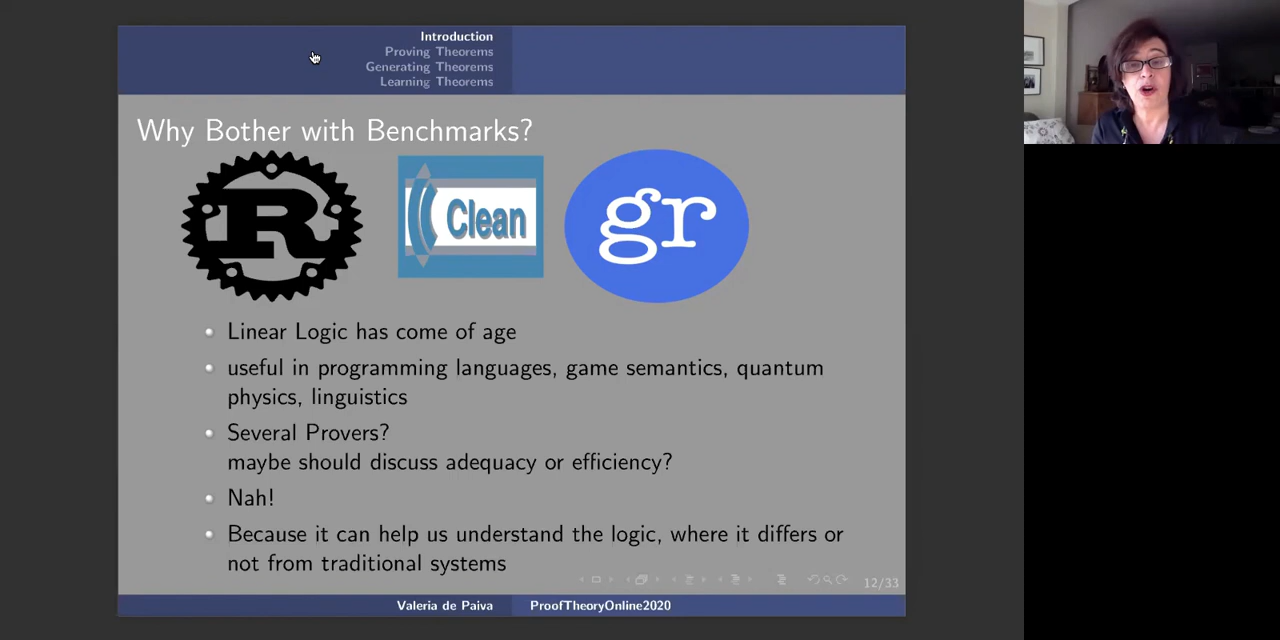 Introduction
Proving Theorems
Generating Theorems
Learning Theorems
Why Bother with Benchmarks?
R
Clean
gr
Linear Logic has come of age
useful in programming languages, game semantics, quantum
physics, linguistics
Several Provers?
maybe should discuss adequacy or efficiency?
Nah!
Because it can help us understand the logic, where it differs or
not from traditional systems
12/33
Valeria de Paiva
ProofTheoryOnline2020